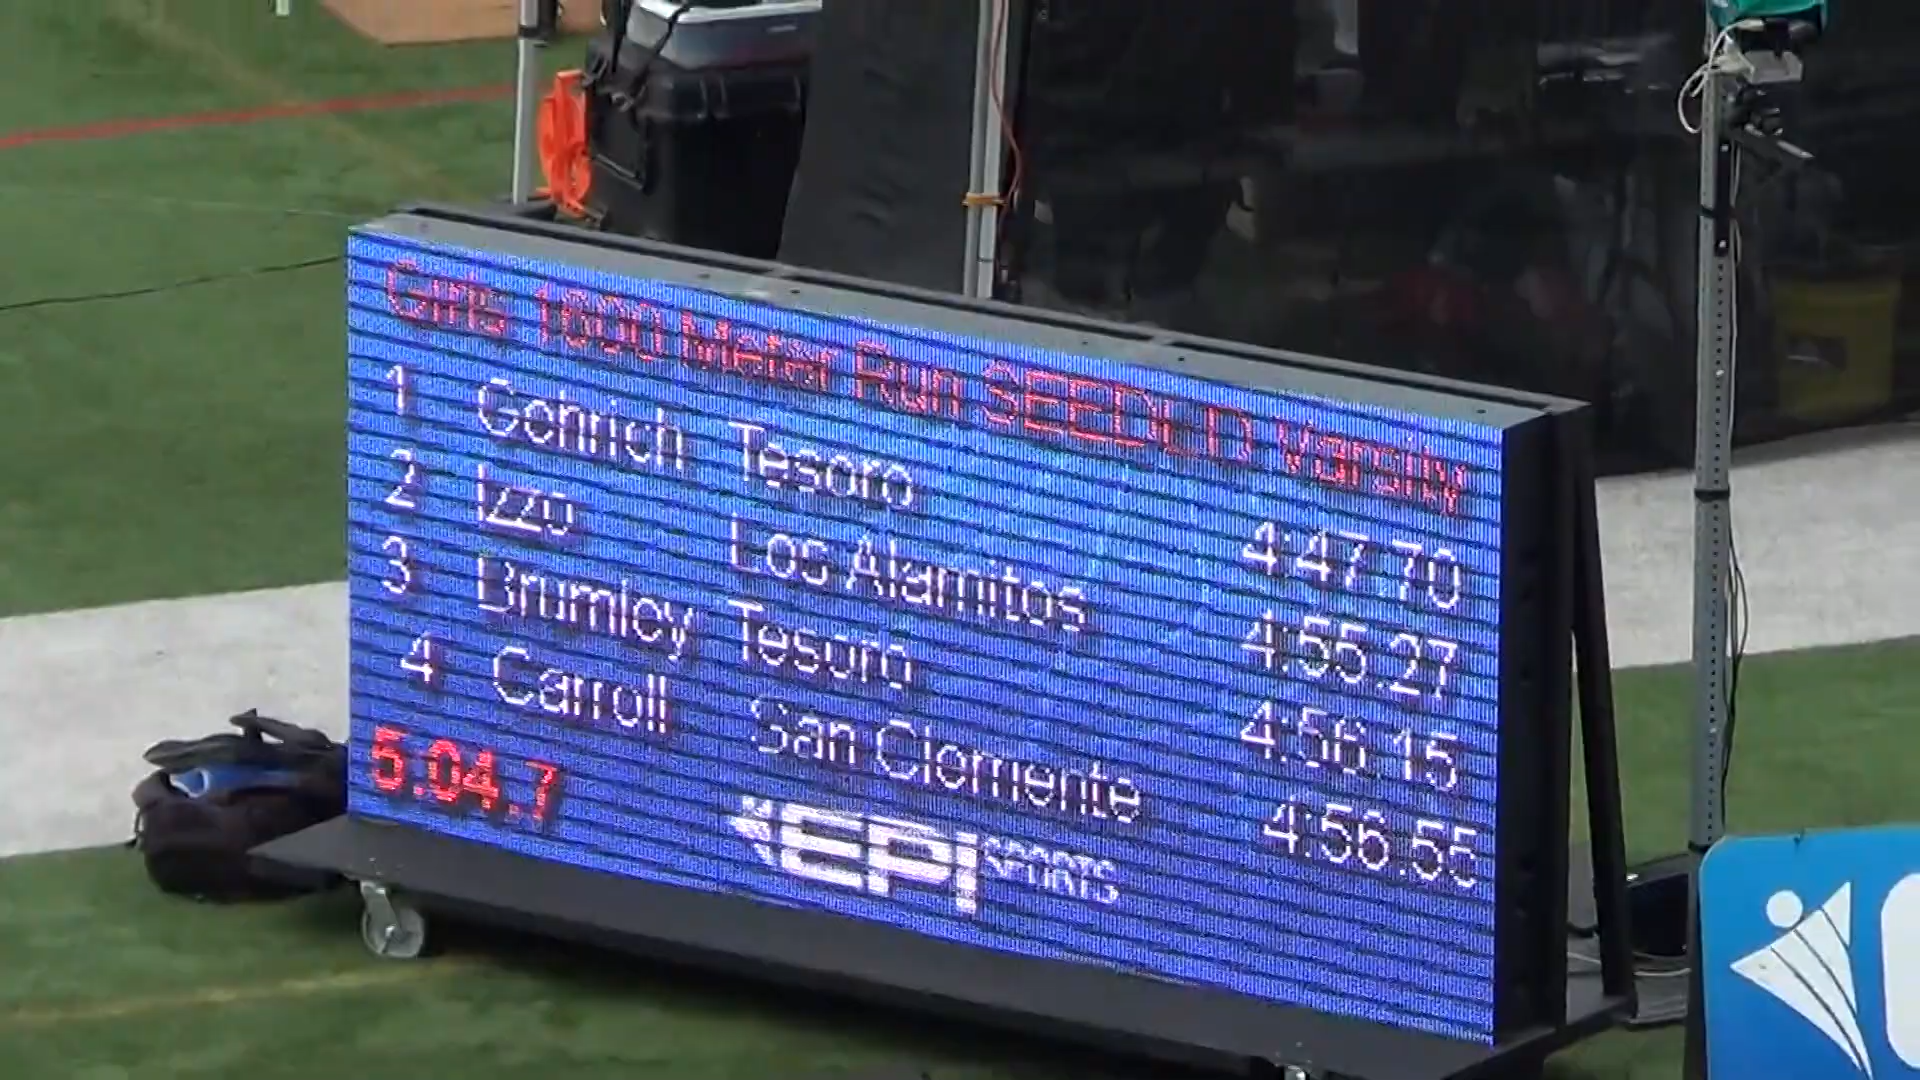 Girls 1600 Meter Run SEEDED Varsity
1 Gehrich Tesoro 4:47.70
2 Izzo Los Alamitos 4:55.27
3 Brumley Tesoro 4:56.15
4 Carroll San Clemente 4:56.55
5:04.7
EPI SPORTS